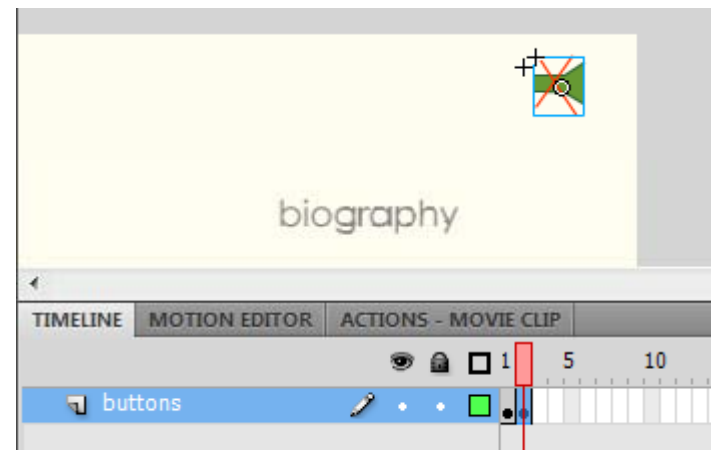 biography
TIMELINE MOTION EDITOR ACTIONS - MOVIE CLIP
1 5 10
buttons